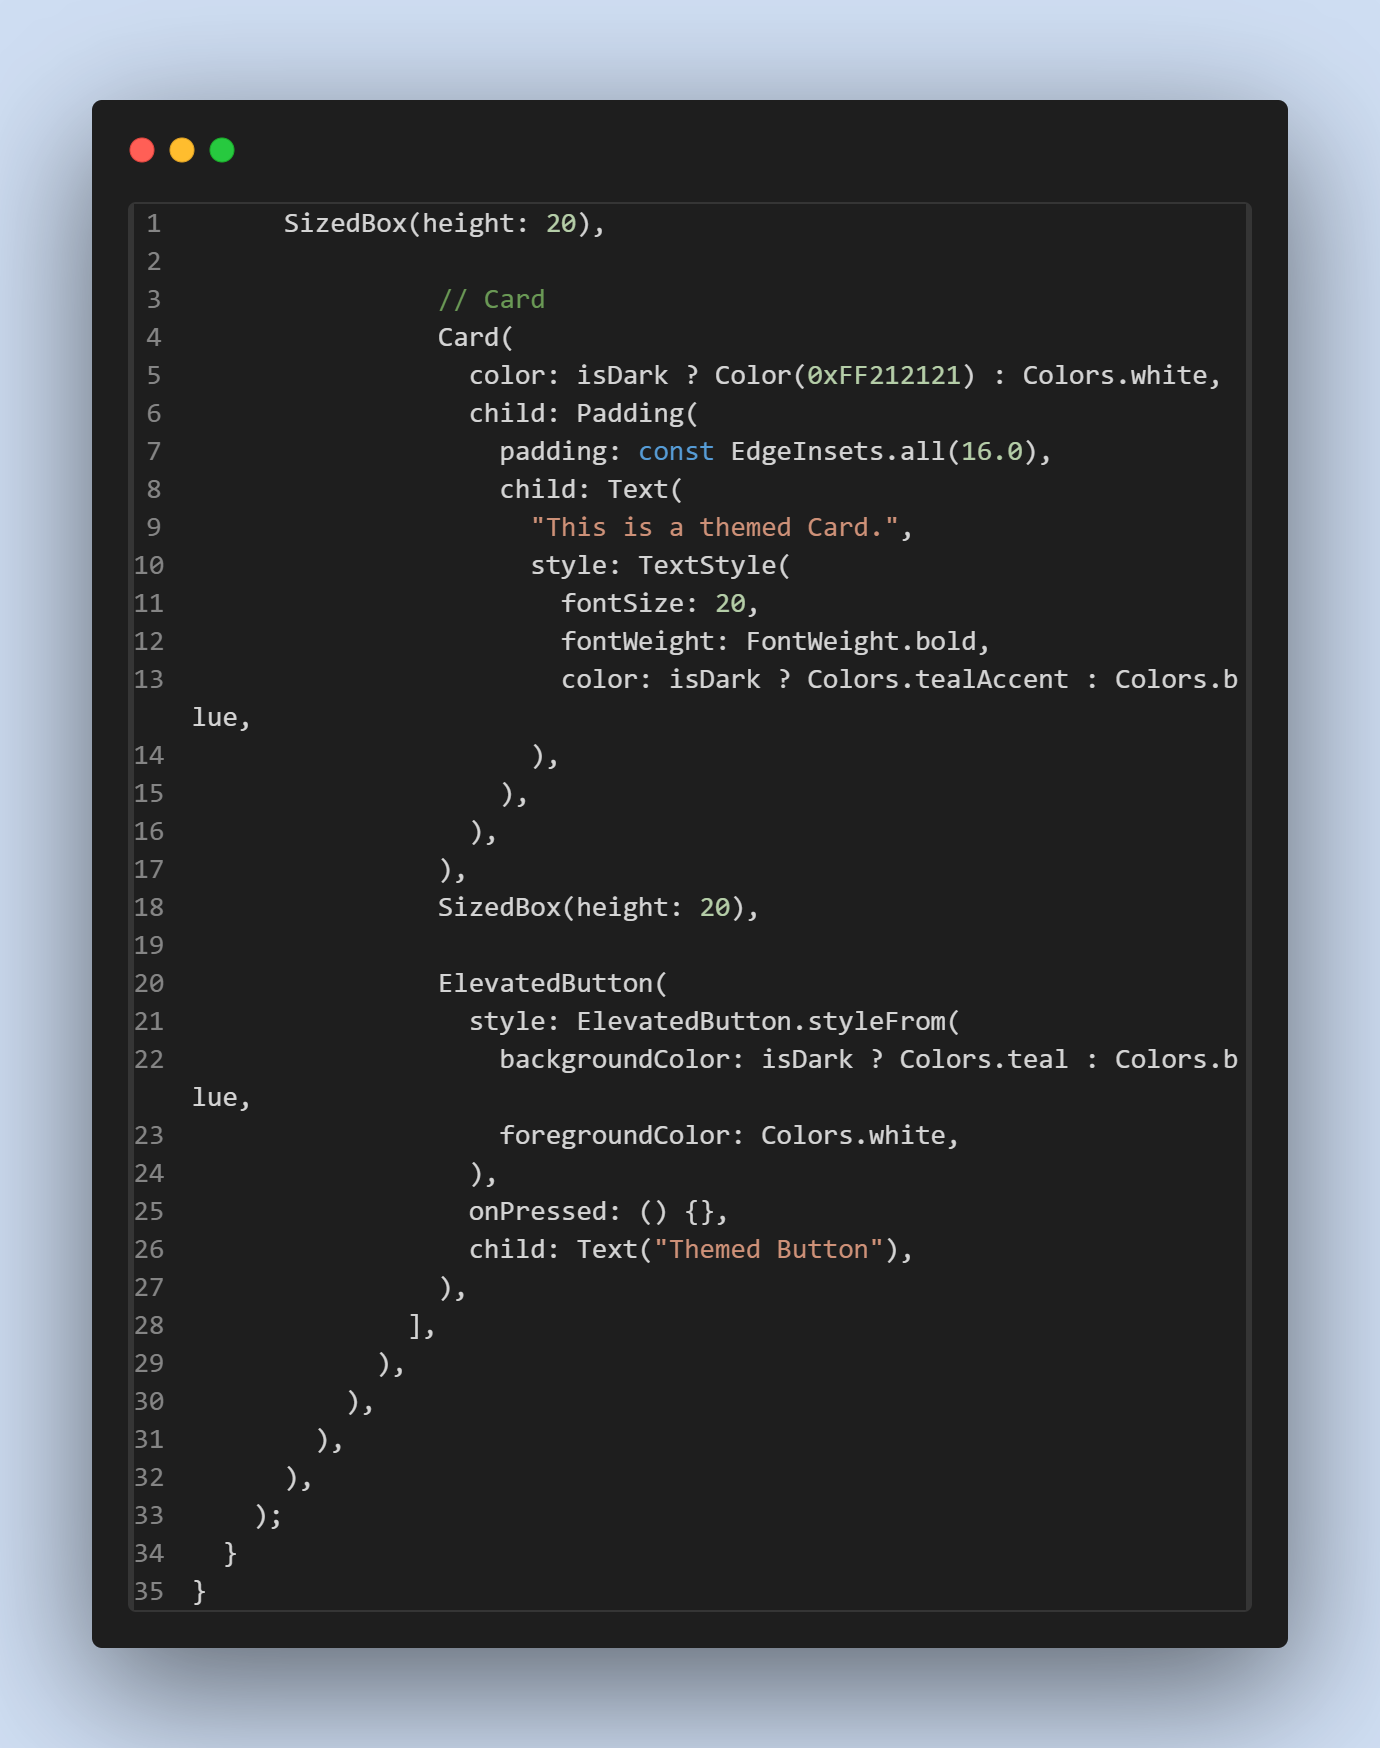 1        SizedBox(height: 20),
2
3                  // Card
4                  Card(
5                    color: isDark ? Color(0xFF212121) : Colors.white,
6                    child: Padding(
7                      padding: const EdgeInsets.all(16.0),
8                      child: Text(
9                        "This is a themed Card.",
10                       style: TextStyle(
11                         fontSize: 20,
12                         fontWeight: FontWeight.bold,
13                         color: isDark ? Colors.tealAccent : Colors.b
lue,
14                       ),
15                     ),
16                   ),
17                 ),
18                 SizedBox(height: 20),
19
20                 ElevatedButton(
21                   style: ElevatedButton.styleFrom(
22                     backgroundColor: isDark ? Colors.teal : Colors.b
lue,
23                     foregroundColor: Colors.white,
24                   ),
25                   onPressed: () {},
26                   child: Text("Themed Button"),
27                 ),
28               ],
29             ),
30           ),
31         ),
32       ),
33     );
34   }
35 }